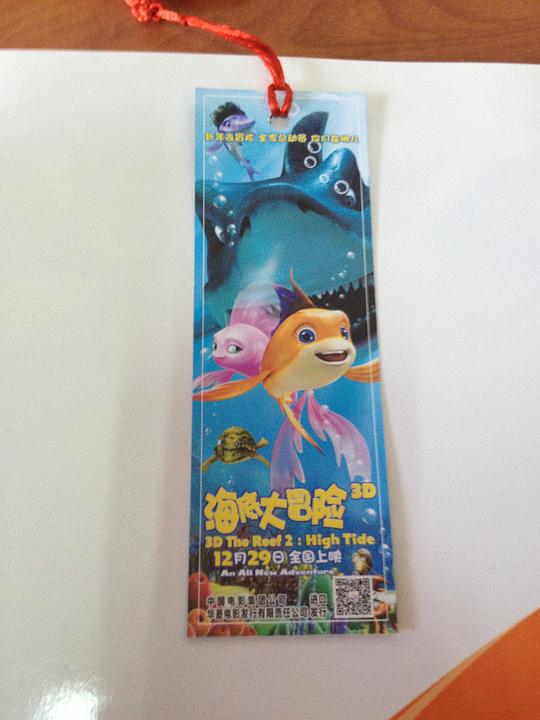 新年去冒险 全家总动员 你们在哪儿
海底大冒险 3D
3D The Reef 2 : High Tide
12月29日全国上映
An All New Adventure
中国电影集团公司 进口
华夏电影发行有限责任公司 发行